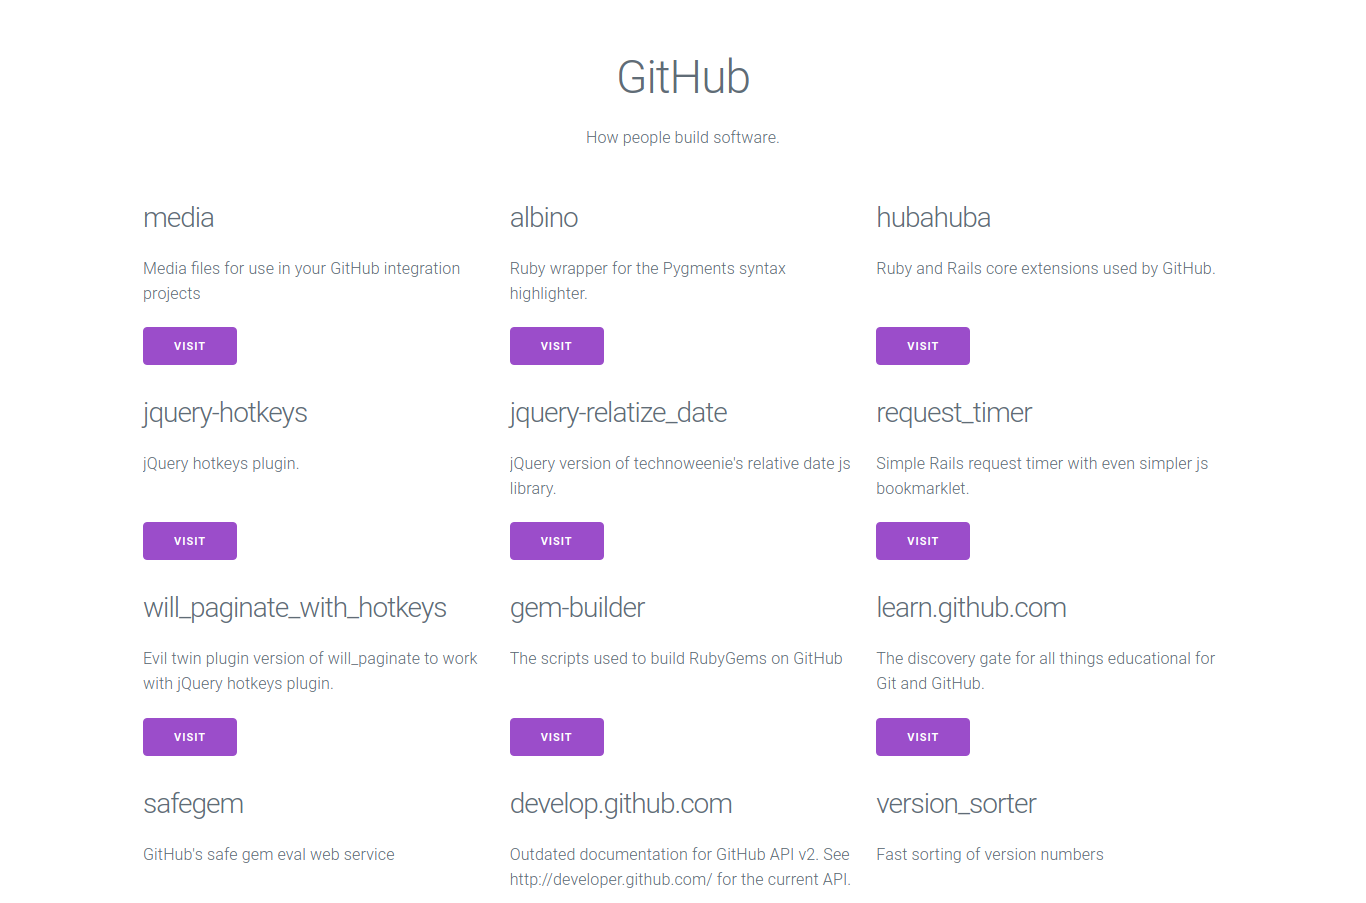 GitHub
How people build software.
media
Media files for use in your GitHub integration
projects
VISIT
albino
Ruby wrapper for the Pygments syntax
highlighter.
VISIT
hubahuba
Ruby and Rails core extensions used by GitHub.
VISIT
jquery-hotkeys
jQuery hotkeys plugin.
VISIT
jquery-relatize_date
jQuery version of technoweenie's relative date js
library.
VISIT
request_timer
Simple Rails request timer with even simpler js
bookmarklet.
VISIT
will_paginate_with_hotkeys
Evil twin plugin version of will_paginate to work
with jQuery hotkeys plugin.
VISIT
gem-builder
The scripts used to build RubyGems on GitHub
VISIT
learn.github.com
The discovery gate for all things educational for
Git and GitHub.
VISIT
safegem
GitHub's safe gem eval web service
develop.github.com
Outdated documentation for GitHub API v2. See
http://developer.github.com/ for the current API.
version_sorter
Fast sorting of version numbers